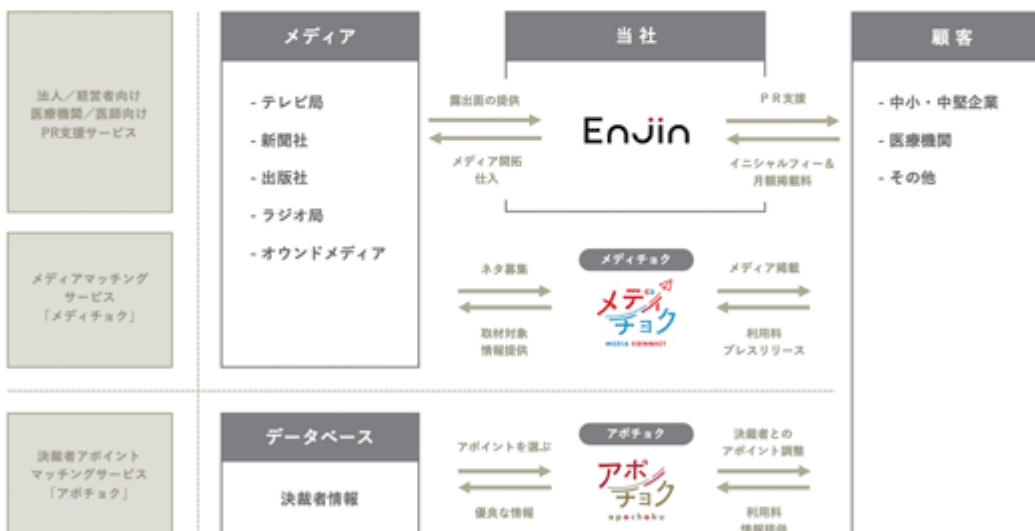 メディア
当社
顧客
法人／経営者向け
医療機関／医師向け
PR支援サービス
- テレビ局
- 新聞社
- 出版社
- ラジオ局
- オウンドメディア
露出面の提供
メディア開拓
仕入
Enjin
PR支援
イニシャルフィー＆
月額掲載料
- 中小・中堅企業
- 医療機関
- その他
メディアマッチング
サービス
「メディチョク」
ネタ募集
取材対象
情報提供
メディチョク
メディ
チョク
MEDIA CONNECT
メディア掲載
利用料
プレスリリース
決裁者アポイント
マッチングサービス
「アポチョク」
データベース
決裁者情報
アポイントを選ぶ
優良な情報
アポチョク
アポ
チョク
apochoku
決裁者との
アポイント調整
利用料
情報提供